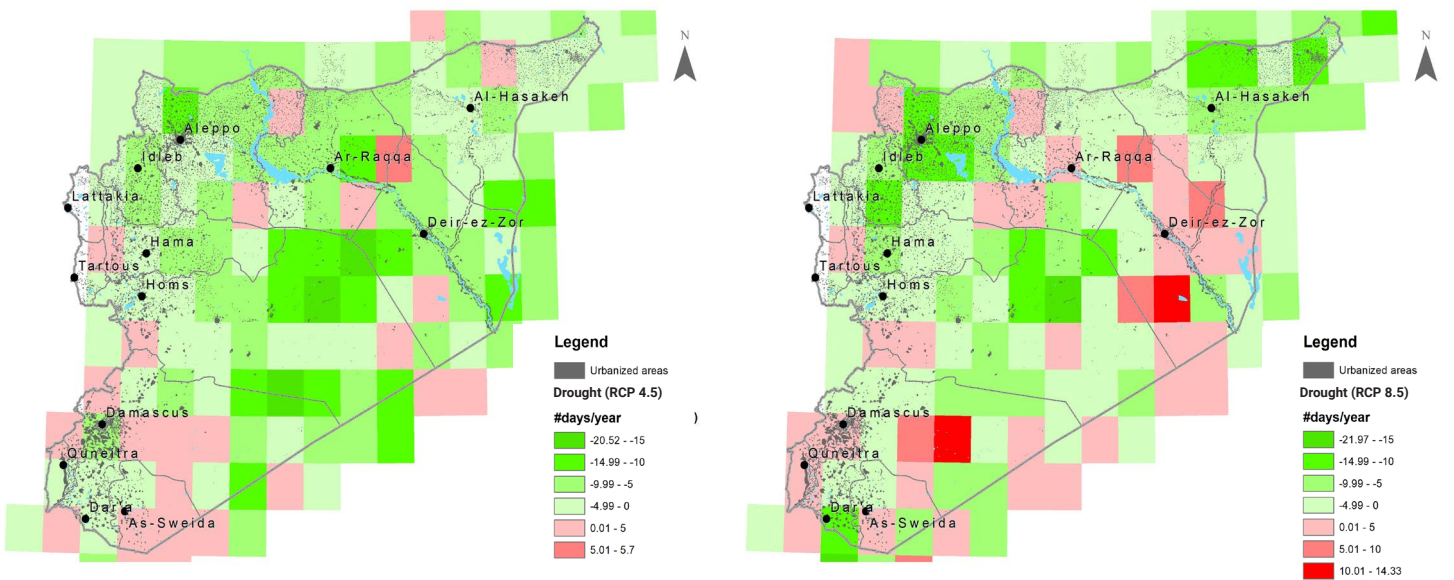 N
Al-Hasakeh
Aleppo
Idleb
Ar-Raqqa
Lattakia
Deir-ez-Zor
Hama
Tartous
Homs
Damascus
Quneitra
Dar'a
As-Sweida
Legend
Urbanized areas
Drought (RCP 4.5)
#days/year
)
-20.52 - -15
-14.99 - -10
-9.99 - -5
-4.99 - 0
0.01 - 5
5.01 - 5.7
N
Al-Hasakeh
Aleppo
Idleb
Ar-Raqqa
Lattakia
Deir-ez-Zor
Hama
Tartous
Homs
Damascus
Quneitra
Dar'a
As-Sweida
Legend
Urbanized areas
Drought (RCP 8.5)
#days/year
-21.97 - -15
-14.99 - -10
-9.99 - -5
-4.99 - 0
0.01 - 5
5.01 - 10
10.01 - 14.33